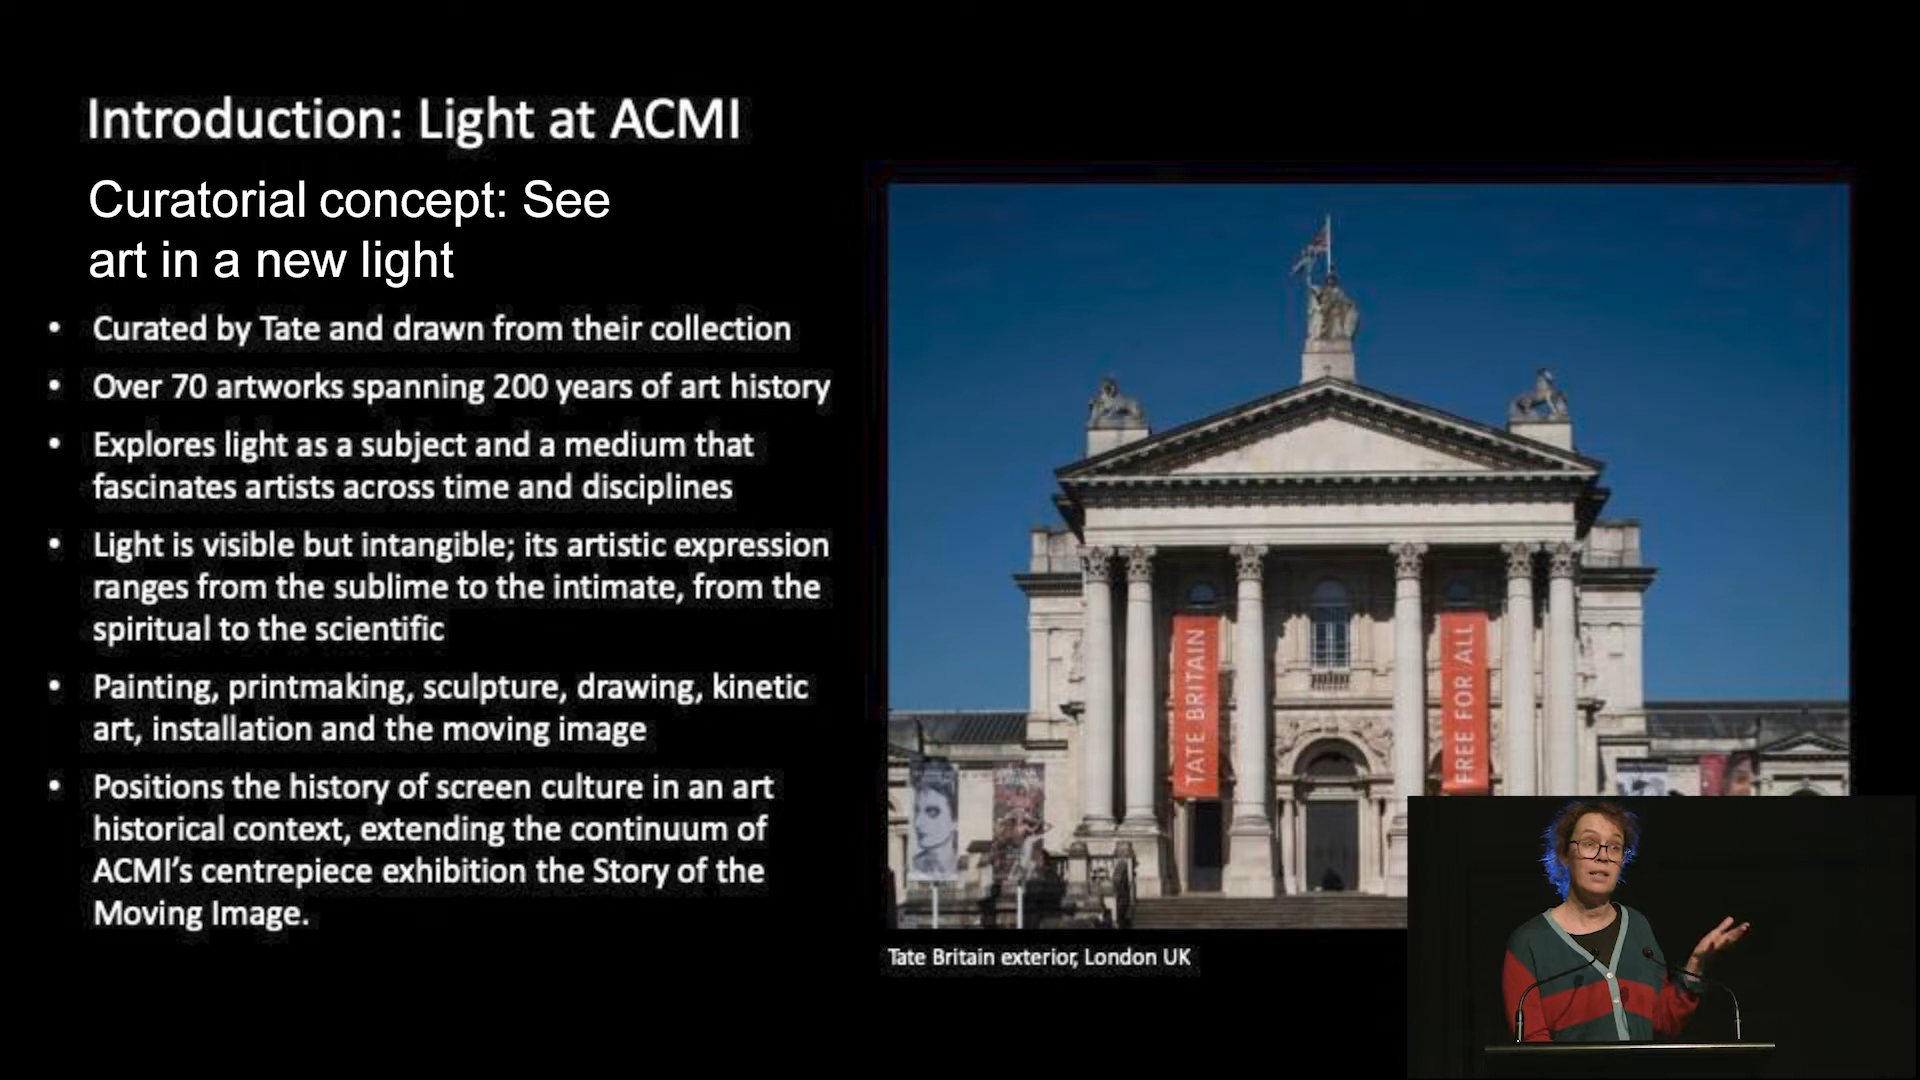 Introduction: Light at ACMI
Curatorial concept: See
art in a new light
• Curated by Tate and drawn from their collection
• Over 70 artworks spanning 200 years of art history
• Explores light as a subject and a medium that
fascinates artists across time and disciplines
• Light is visible but intangible; its artistic expression
ranges from the sublime to the intimate, from the
spiritual to the scientific
• Painting, printmaking, sculpture, drawing, kinetic
art, installation and the moving image
• Positions the history of screen culture in an art
historical context, extending the continuum of
ACMI’s centrepiece exhibition the Story of the
Moving Image.
TATE BRITAIN
FREE FOR ALL
Tate Britain exterior, London UK